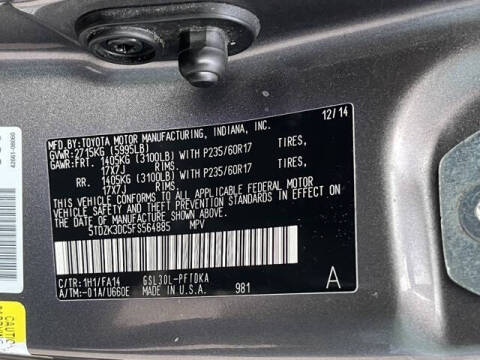 MFD. BY: TOYOTA MOTOR MANUFACTURING, INDIANA, INC. 12/14
GVWR: 2715KG (5995LB)
GAWR: FRT. 1405KG (3100LB) WITH P235/60R17 TIRES,
17X7J RIMS,
RR. 1405KG (3100LB) WITH P235/60R17 TIRES,
17X7J RIMS.
THIS VEHICLE CONFORMS TO ALL APPLICABLE
FEDERAL MOTOR VEHICLE SAFETY AND
THEFT PREVENTION STANDARDS IN EFFECT ON
THE DATE OF MANUFACTURE SHOWN ABOVE.
5TDZK3DC5FS564885 MPV
C/TR: 1H1/FA14 GSL30L-PFTDKA
A/TM: -01A/U660E MADE IN U.S.A. 981 A